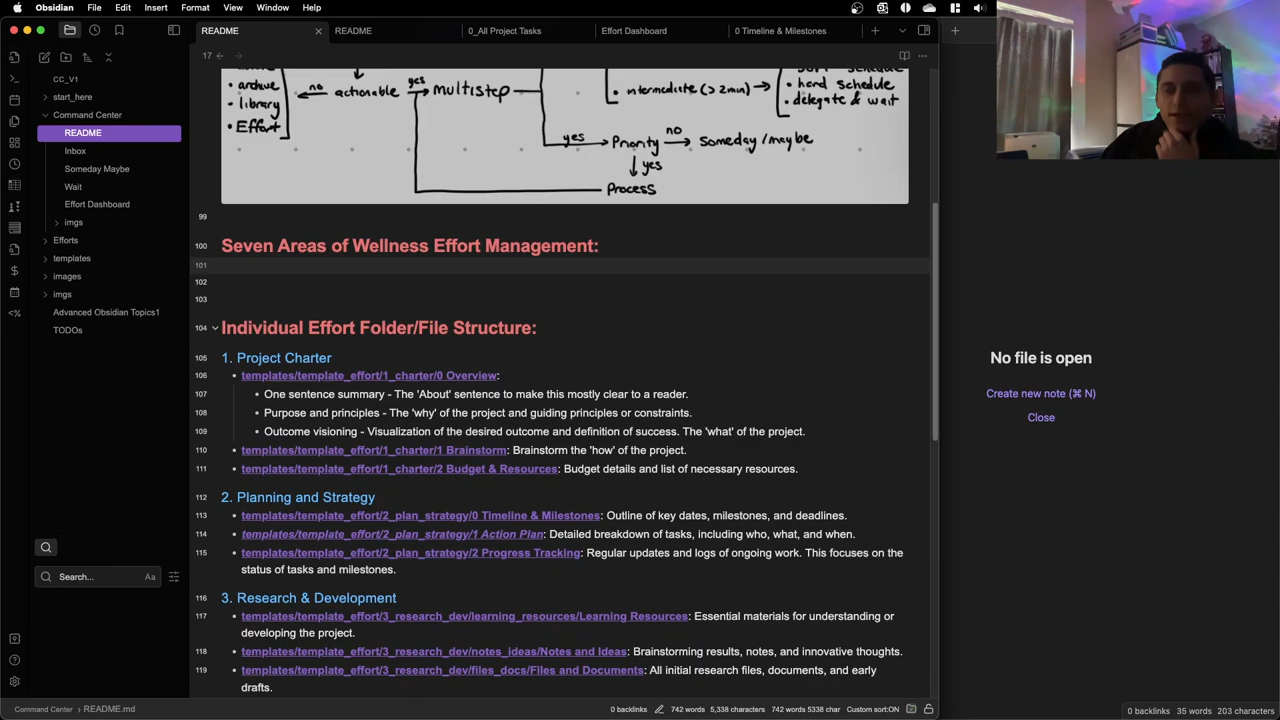 Obsidian File Edit Insert Format View Window Help
README README 0_All Project Tasks Effort Dashboard 0 Timeline & Milestones
17
CC_V1
start_here
Command Center
README
Inbox
Someday Maybe
Wait
Effort Dashboard
imgs
Efforts
templates
images
imgs
Advanced Obsidian Topics1
TODOs
Search... Aa
• archive
• library
• Effort
no
actionable
yes
multistep
• intermediate (>2min)
• hard schedule
• delegate & wait
yes
Priority
no
Someday/maybe
yes
Process
99
100 Seven Areas of Wellness Effort Management:
101
102
103
104 Individual Effort Folder/File Structure:
105 1. Project Charter
106 • templates/template_effort/1_charter/0 Overview:
107 • One sentence summary - The 'About' sentence to make this mostly clear to a reader.
108 • Purpose and principles - The 'why' of the project and guiding principles or constraints.
109 • Outcome visioning - Visualization of the desired outcome and definition of success. The 'what' of the project.
110 • templates/template_effort/1_charter/1 Brainstorm: Brainstorm the 'how' of the project.
111 • templates/template_effort/1_charter/2 Budget & Resources: Budget details and list of necessary resources.
112 2. Planning and Strategy
113 • templates/template_effort/2_plan_strategy/0 Timeline & Milestones: Outline of key dates, milestones, and deadlines.
114 • templates/template_effort/2_plan_strategy/1 Action Plan: Detailed breakdown of tasks, including who, what, and when.
115 • templates/template_effort/2_plan_strategy/2 Progress Tracking: Regular updates and logs of ongoing work. This focuses on the
status of tasks and milestones.
116 3. Research & Development
117 • templates/template_effort/3_research_dev/learning_resources/Learning Resources: Essential materials for understanding or
developing the project.
118 • templates/template_effort/3_research_dev/notes_ideas/Notes and Ideas: Brainstorming results, notes, and innovative thoughts.
119 • templates/template_effort/3_research_dev/files_docs/Files and Documents: All initial research files, documents, and early
drafts.
No file is open
Create new note (⌘ N)
Close
Command Center / README.md 0 backlinks 742 words 5,338 characters 742 words 5338 char Custom sort:ON
0 backlinks 35 words 203 characters